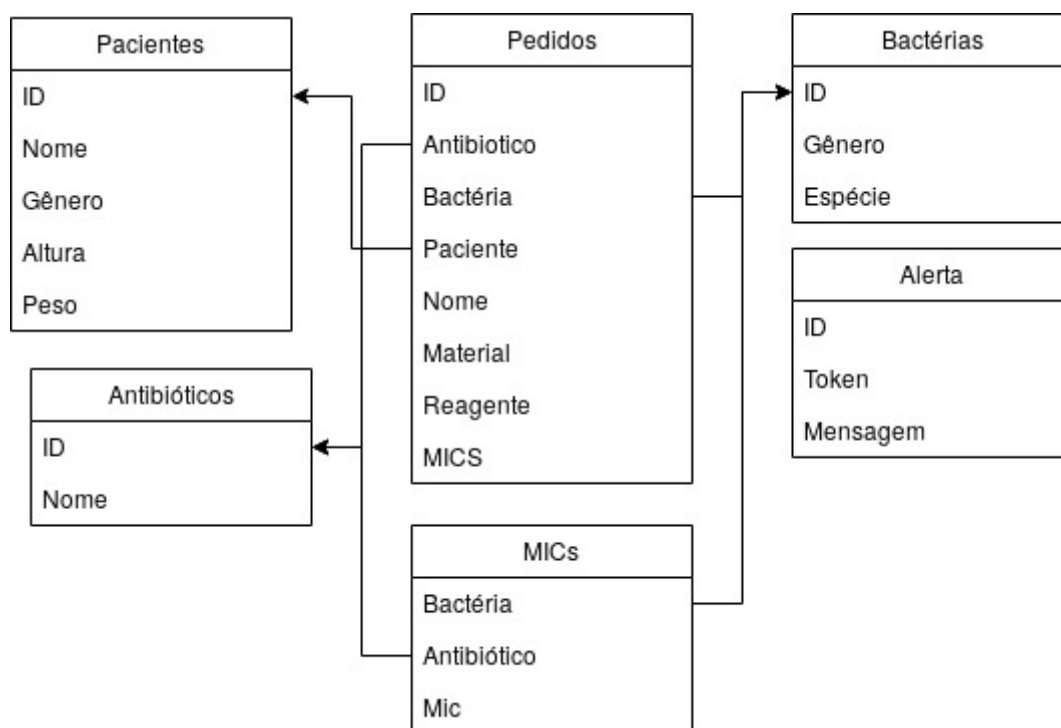 Pacientes
ID
Nome
Gênero
Altura
Peso
Antibióticos
ID
Nome
Pedidos
ID
Antibiotico
Bactéria
Paciente
Nome
Material
Reagente
MICS
MICs
Bactéria
Antibiótico
Mic
Bactérias
ID
Gênero
Espécie
Alerta
ID
Token
Mensagem